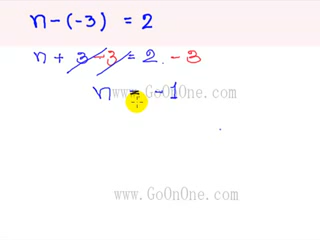 n - (-3) = 2
n + 3 - 3 = 2 - 3
n = -1
www.GoOnOne.com
www.GoOnOne.com